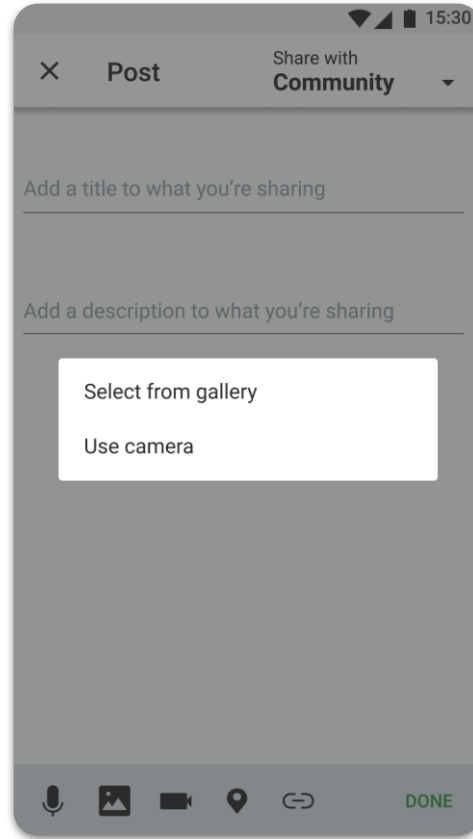 15:30
Post
Share with
Community
Add a title to what you’re sharing
Add a description to what you’re sharing
Select from gallery
Use camera
DONE